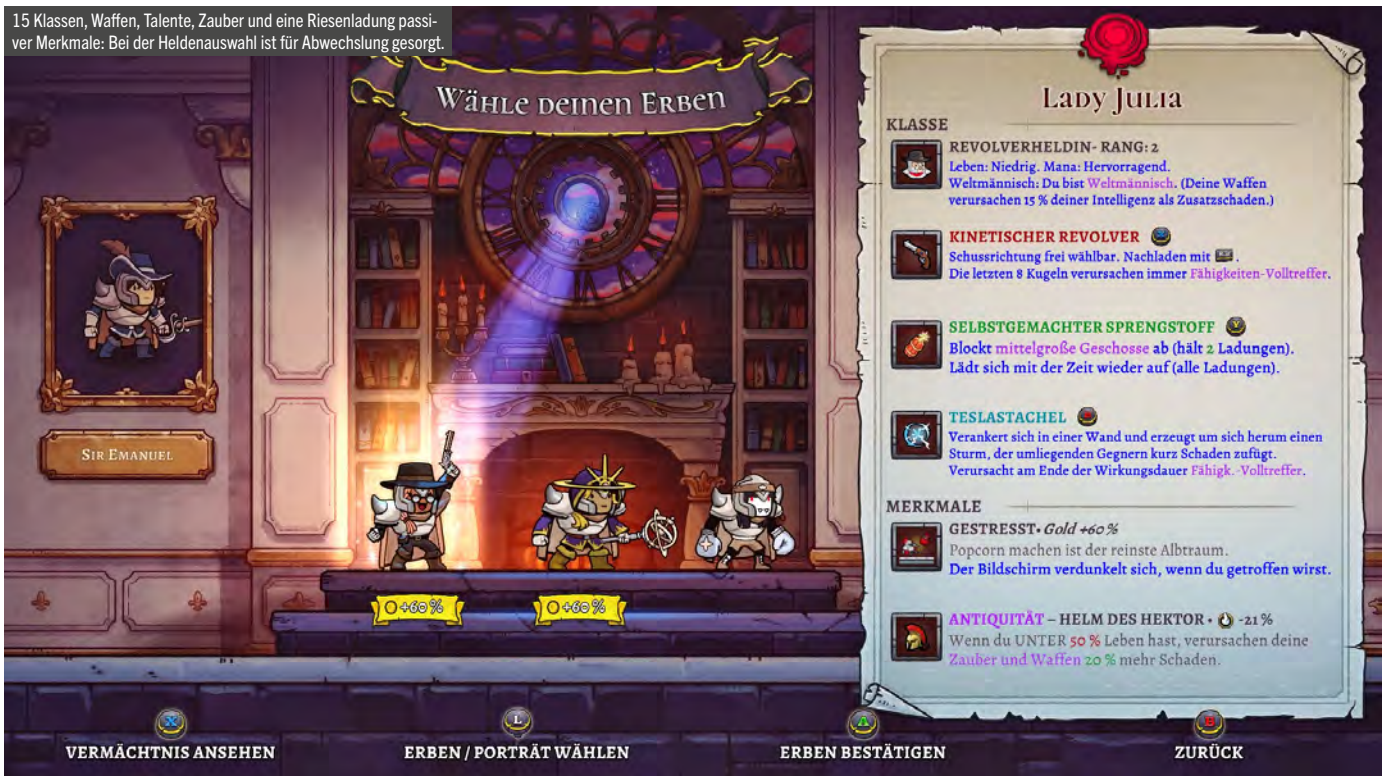 15 Klassen, Waffen, Talente, Zauber und eine Riesenladung passi-
ver Merkmale: Bei der Heldenauswahl ist für Abwechslung gesorgt.
Wähle deinen Erben
Sir Emanuel
+60 %
+60 %
Lady Julia
KLASSE
REVOLVERHELDIN- RANG: 2
Leben: Niedrig. Mana: Hervorragend.
Weltmännisch: Du bist Weltmännisch. (Deine Waffen
verursachen 15 % deiner Intelligenz als Zusatzschaden.)
KINETISCHER REVOLVER X
Schussrichtung frei wählbar. Nachladen mit .
Die letzten 8 Kugeln verursachen immer Fähigkeiten-Volltreffer.
SELBSTGEMACHTER SPRENGSTOFF Y
Blockt mittelgroße Geschosse ab (hält 2 Ladungen).
Lädt sich mit der Zeit wieder auf (alle Ladungen).
TESLASTACHEL B
Verankert sich in einer Wand und erzeugt um sich herum einen
Sturm, der umliegenden Gegnern kurz Schaden zufügt.
Verursacht am Ende der Wirkungsdauer Fähigk.-Volltreffer.
MERKMALE
GESTRESST• Gold +60 %
Popcorn machen ist der reinste Albtraum.
Der Bildschirm verdunkelt sich, wenn du getroffen wirst.
ANTIQUITÄT – HELM DES HEKTOR • -21 %
Wenn du UNTER 50 % Leben hast, verursachen deine
Zauber und Waffen 20 % mehr Schaden.
X
VERMÄCHTNIS ANSEHEN
L
ERBEN / PORTRÄT WÄHLEN
A
ERBEN BESTÄTIGEN
B
ZURÜCK